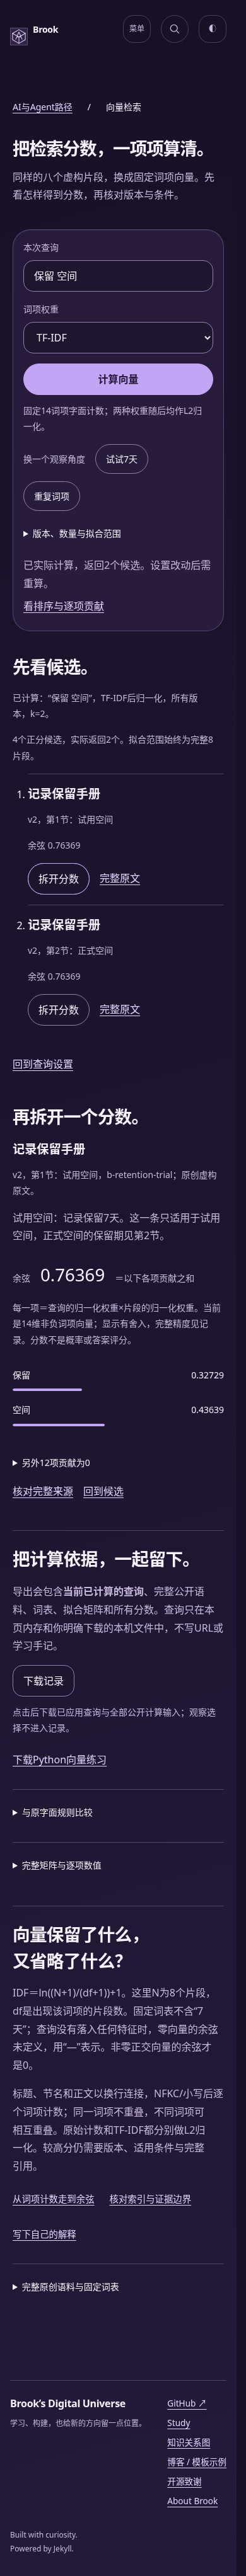 Brook
菜单
AI与Agent路径 / 向量检索
把检索分数，一项项算清。
同样的八个虚构片段，换成固定词项向量。先
看怎样得到分数，再核对版本与条件。
本次查询
保留 空间
词项权重
TF-IDF
计算向量
固定14词项字面计数；两种权重随后均作L2归
一化。
换一个观察角度 试试7天
重复词项
▶ 版本、数量与拟合范围
已实际计算，返回2个候选。设置改动后需
重算。
看排序与逐项贡献
先看候选。
已计算：“保留 空间”，TF-IDF后归一化，所有版
本，k=2。
4个正分候选，实际返回2个。拟合范围始终为完整8
片段。
1. 记录保留手册
v2，第1节：试用空间
余弦 0.76369
拆开分数 完整原文
2. 记录保留手册
v2，第2节：正式空间
余弦 0.76369
拆开分数 完整原文
回到查询设置
再拆开一个分数。
记录保留手册
v2，第1节：试用空间，b-retention-trial；原创虚构
原文。
试用空间：记录保留7天。这一条只适用于试用
空间，正式空间的保留期见第2节。
余弦 0.76369 ＝以下各项贡献之和
每一项＝查询的归一化权重×片段的归一化权重。当前
是14维非负词项向量；显示有舍入，完整精度见记
录。分数不是概率或答案评分。
保留 0.32729
空间 0.43639
▶ 另外12项贡献为0
核对完整来源 回到候选
把计算依据，一起留下。
导出会包含当前已计算的查询、完整公开语
料、词表、拟合矩阵和所有分数。查询只在本
页内存和你明确下载的本机文件中，不写URL或
学习手记。
下载记录
点击后下载已应用查询与全部公开计算输入；观察选
择不进入记录。
下载Python向量练习
▶ 与原字面规则比较
▶ 完整矩阵与逐项数值
向量保留了什么，
又省略了什么？
IDF＝ln((N+1)/(df+1))+1。这里N为8个片段，
df是出现该词项的片段数。固定词表不含“7
天”；查询没有落入任何特征时，零向量的余弦
未定义，用“—”表示。非零正交向量的余弦才
是0。
标题、节名和正文以换行连接，NFKC/小写后逐
个词项计数；同一词项不重叠，不同词项可
相互重叠。原始计数和TF-IDF都分别做L2归
一化。较高分仍需要版本、适用条件与完整
引用。
从词项计数走到余弦 核对索引与证据边界
写下自己的解释
▶ 完整原创语料与固定词表
Brook’s Digital Universe
学习、构建，也给新的方向留一点位置。
GitHub ↗
Study
知识关系图
博客 / 模板示例
开源致谢
About Brook
Built with curiosity.
Powered by Jekyll.